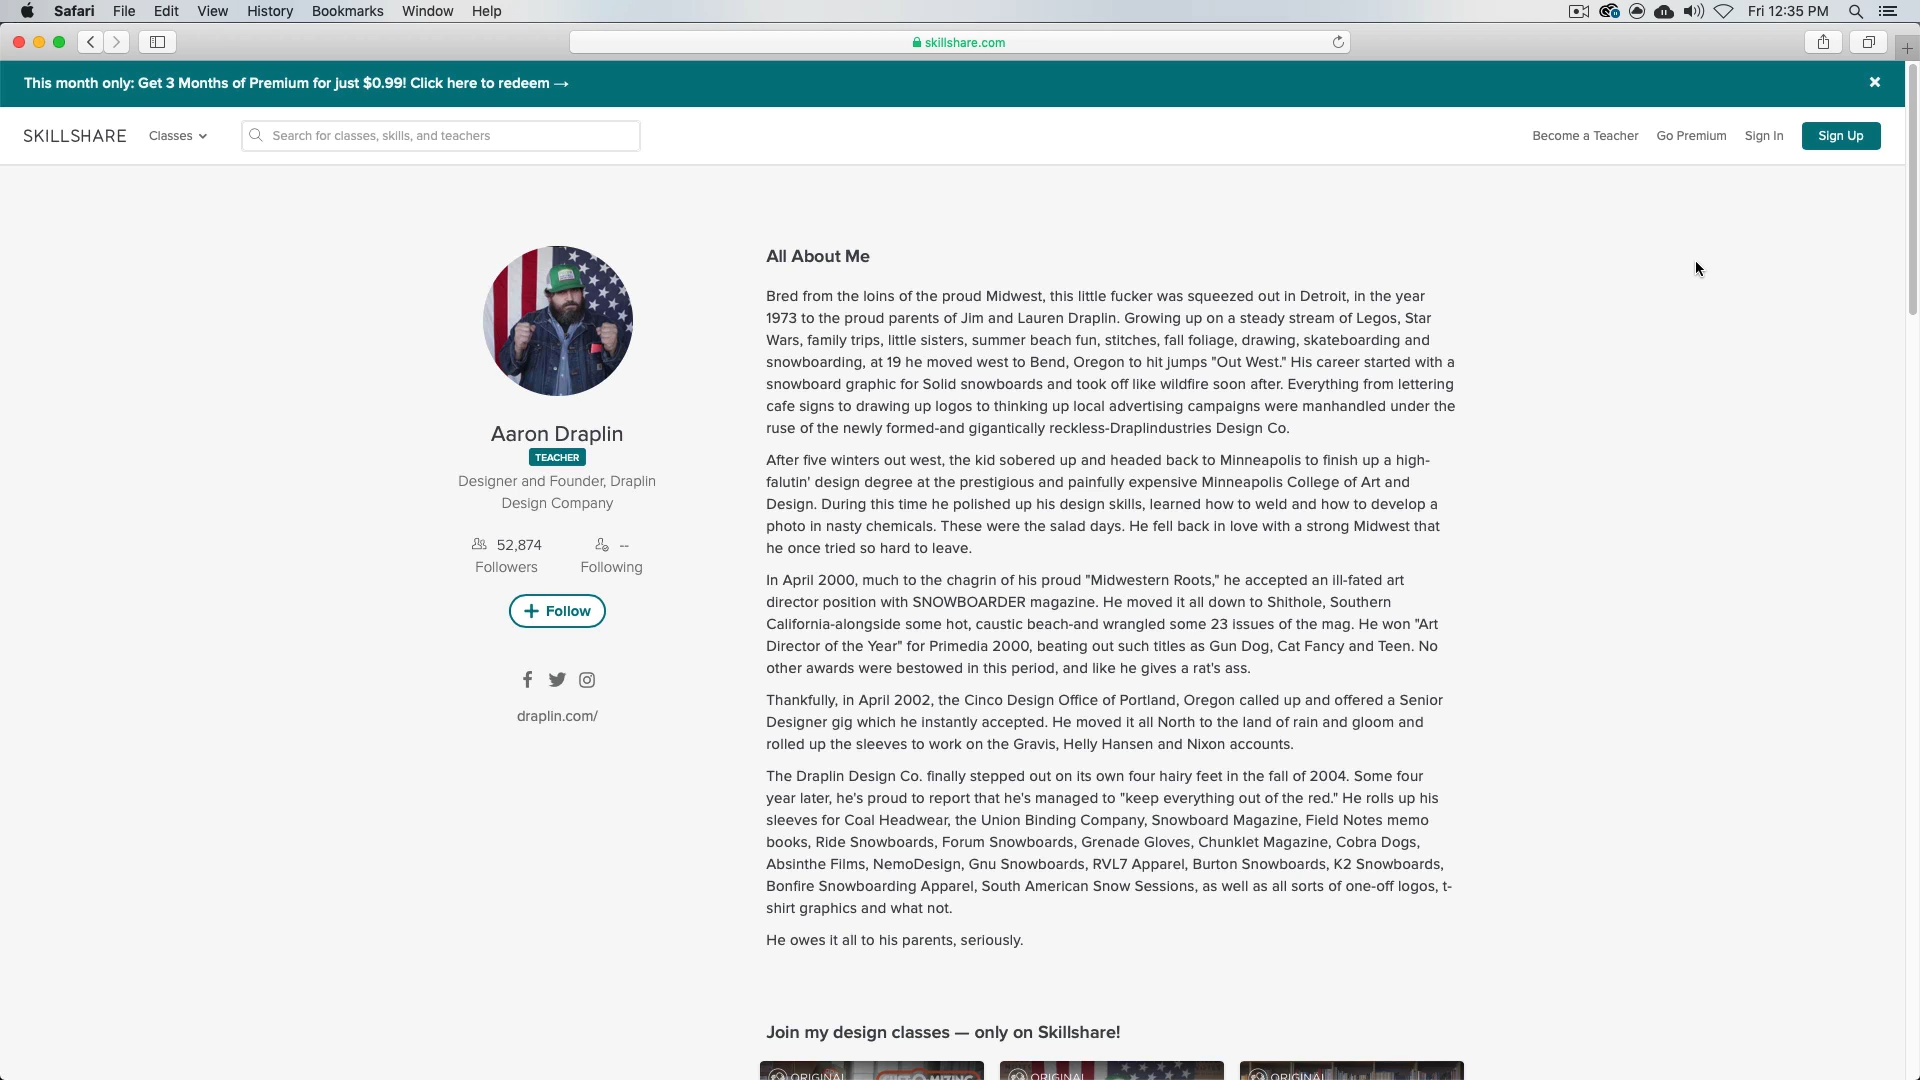 Safari File Edit View History Bookmarks Window Help Fri 12:35 PM
skillshare.com
This month only: Get 3 Months of Premium for just $0.99! Click here to redeem →
SKILLSHARE Classes Search for classes, skills, and teachers Become a Teacher Go Premium Sign In Sign Up
Aaron Draplin
TEACHER
Designer and Founder, Draplin
Design Company
52,874 --
Followers Following
+ Follow
draplin.com/
All About Me
Bred from the loins of the proud Midwest, this little fucker was squeezed out in Detroit, in the year
1973 to the proud parents of Jim and Lauren Draplin. Growing up on a steady stream of Legos, Star
Wars, family trips, little sisters, summer beach fun, stitches, fall foliage, drawing, skateboarding and
snowboarding, at 19 he moved west to Bend, Oregon to hit jumps "Out West." His career started with a
snowboard graphic for Solid snowboards and took off like wildfire soon after. Everything from lettering
cafe signs to drawing up logos to thinking up local advertising campaigns were manhandled under the
ruse of the newly formed-and gigantically reckless-Draplindustries Design Co.
After five winters out west, the kid sobered up and headed back to Minneapolis to finish up a high-
falutin' design degree at the prestigious and painfully expensive Minneapolis College of Art and
Design. During this time he polished up his design skills, learned how to weld and how to develop a
photo in nasty chemicals. These were the salad days. He fell back in love with a strong Midwest that
he once tried so hard to leave.
In April 2000, much to the chagrin of his proud "Midwestern Roots," he accepted an ill-fated art
director position with SNOWBOARDER magazine. He moved it all down to Shithole, Southern
California-alongside some hot, caustic beach-and wrangled some 23 issues of the mag. He won "Art
Director of the Year" for Primedia 2000, beating out such titles as Gun Dog, Cat Fancy and Teen. No
other awards were bestowed in this period, and like he gives a rat's ass.
Thankfully, in April 2002, the Cinco Design Office of Portland, Oregon called up and offered a Senior
Designer gig which he instantly accepted. He moved it all North to the land of rain and gloom and
rolled up the sleeves to work on the Gravis, Helly Hansen and Nixon accounts.
The Draplin Design Co. finally stepped out on its own four hairy feet in the fall of 2004. Some four
year later, he's proud to report that he's managed to "keep everything out of the red." He rolls up his
sleeves for Coal Headwear, the Union Binding Company, Snowboard Magazine, Field Notes memo
books, Ride Snowboards, Forum Snowboards, Grenade Gloves, Chunklet Magazine, Cobra Dogs,
Absinthe Films, NemoDesign, Gnu Snowboards, RVL7 Apparel, Burton Snowboards, K2 Snowboards,
Bonfire Snowboarding Apparel, South American Snow Sessions, as well as all sorts of one-off logos, t-
shirt graphics and what not.
He owes it all to his parents, seriously.
Join my design classes — only on Skillshare!
ORIGINAL ORIGINAL ORIGINAL